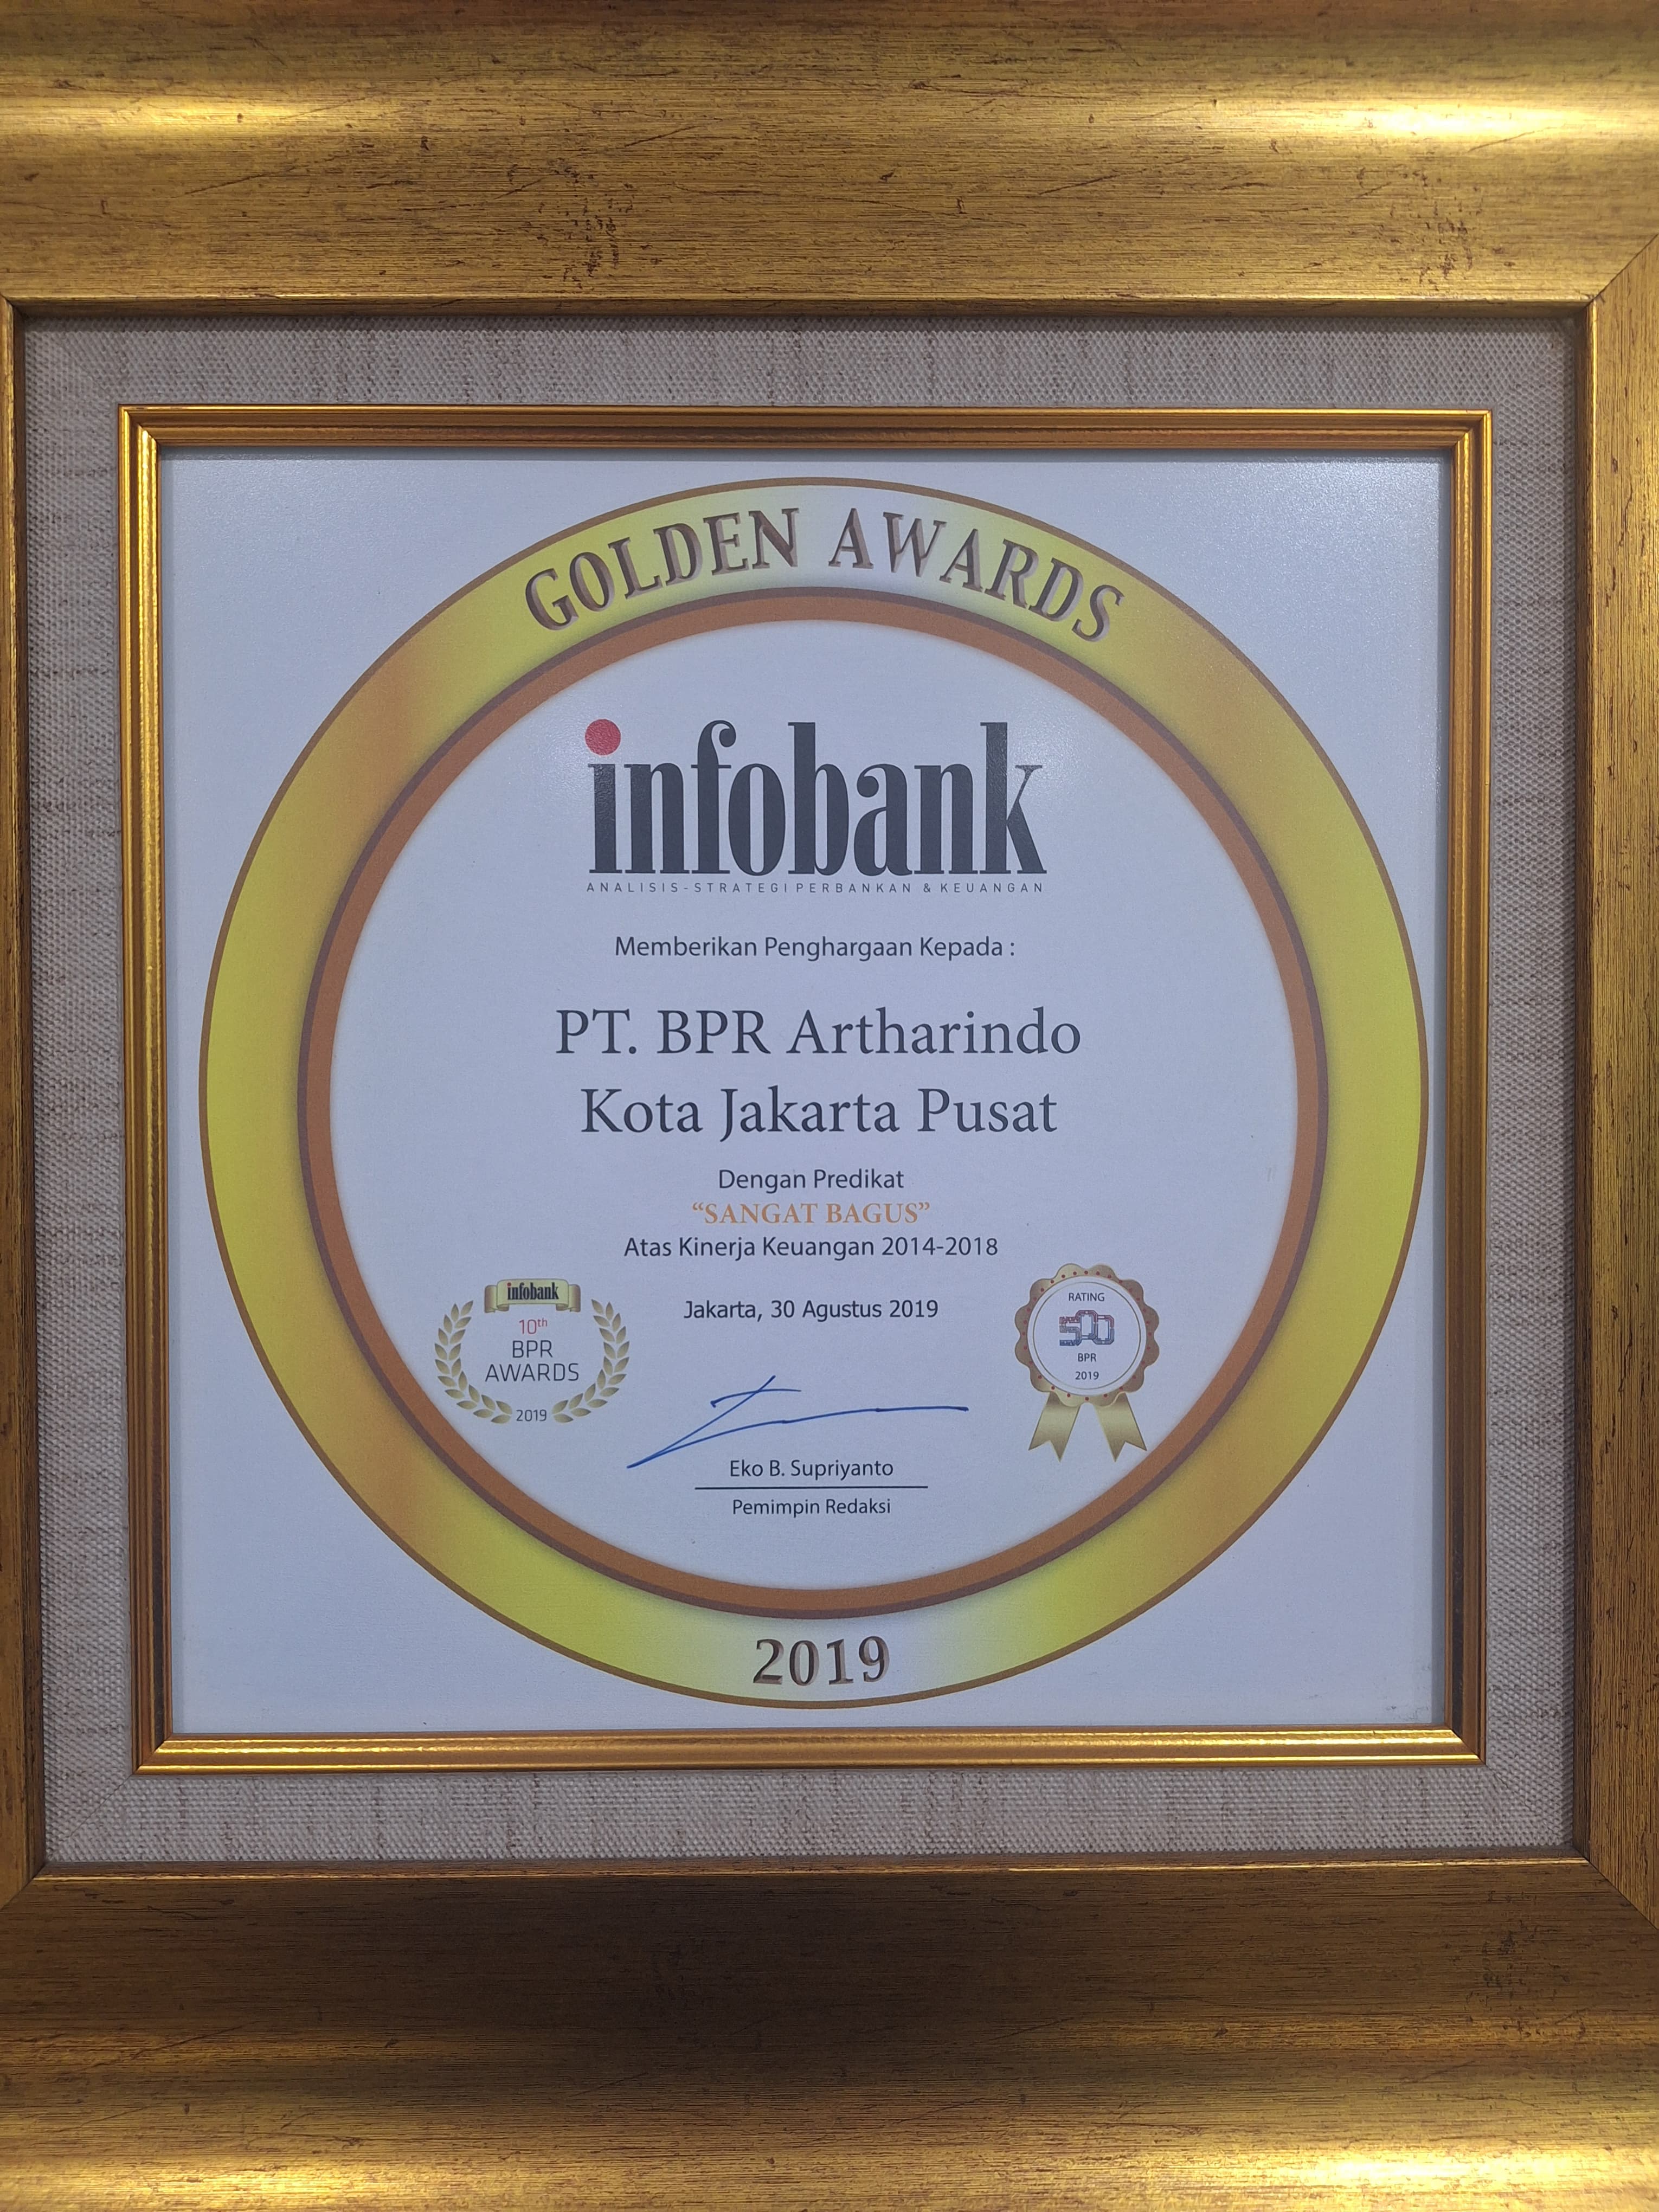 GOLDEN AWARDS
infobank
ANALISIS-STRATEGI PERBANKAN & KEUANGAN
Memberikan Penghargaan Kepada :
PT. BPR Artharindo
Kota Jakarta Pusat
Dengan Predikat
“SANGAT BAGUS”
Atas Kinerja Keuangan 2014-2018
Jakarta, 30 Agustus 2019
infobank
10th
BPR
AWARDS
2019
RATING
500
BPR
2019
Eko B. Supriyanto
Pemimpin Redaksi
2019